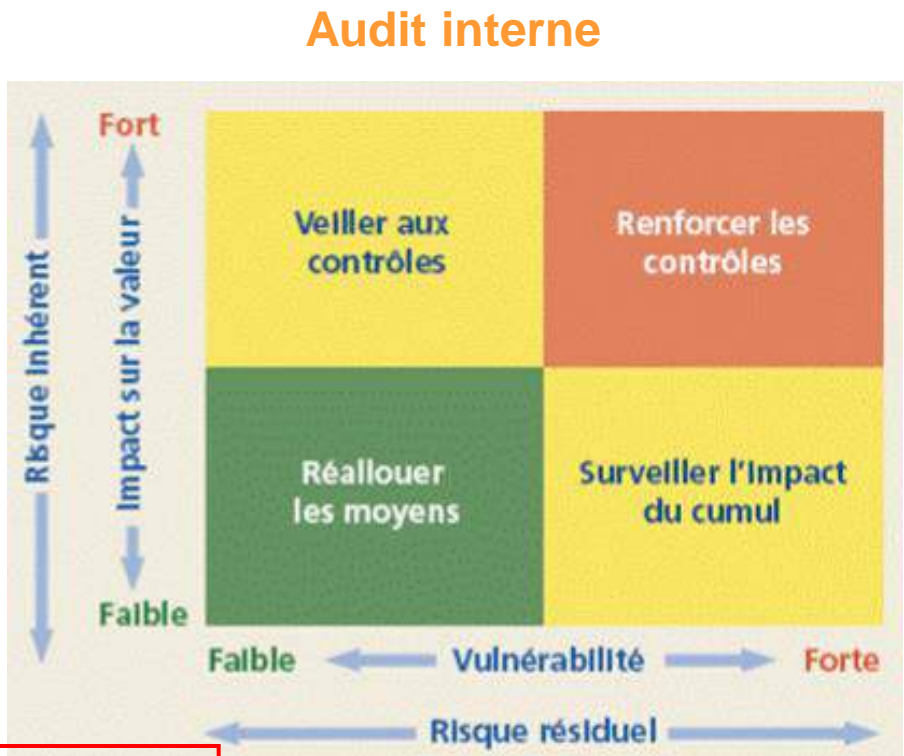 Audit interne
Fort
Veiller aux
contrôles
Renforcer les
contrôles
Risque inhérent
Impact sur la valeur
Réallouer
les moyens
Surveiller l'impact
du cumul
Faible
Faible
Vulnérabilité
Forte
Risque résiduel